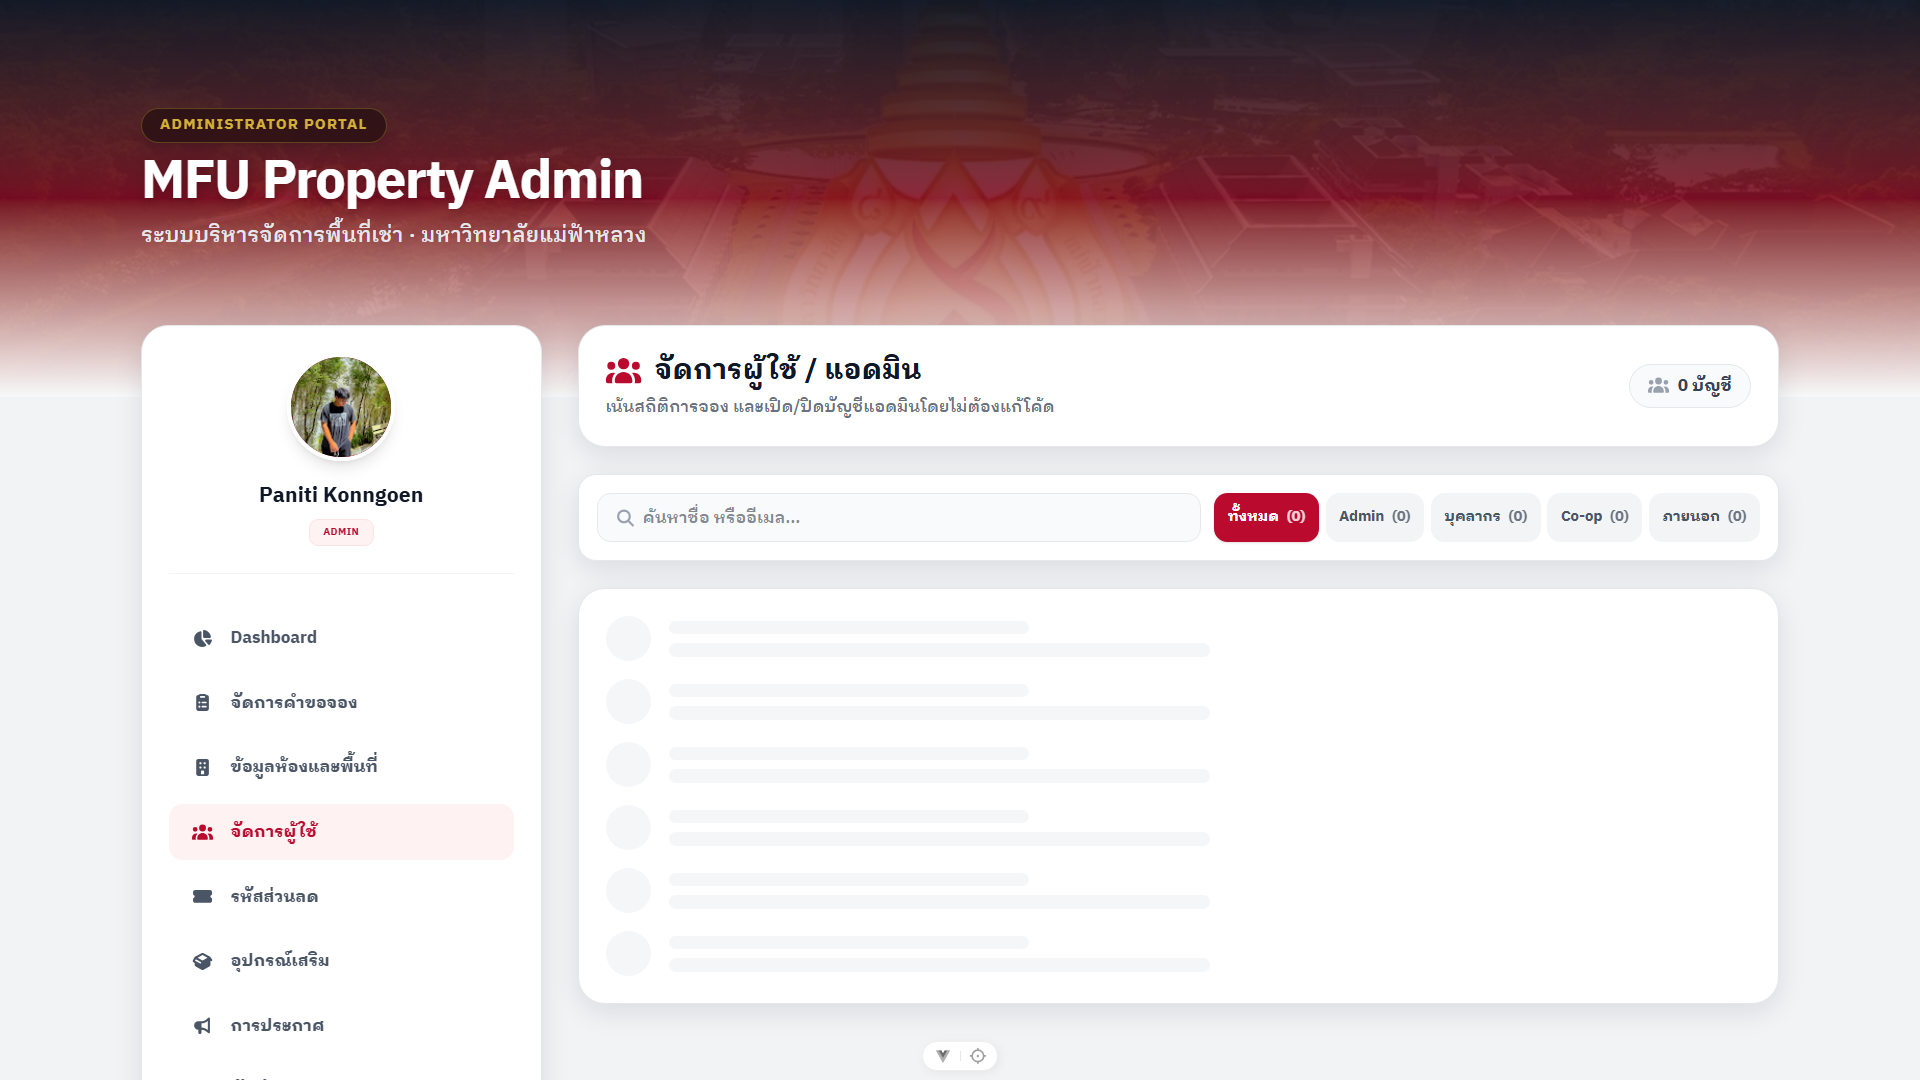 ADMINISTRATOR PORTAL
MFU Property Admin
ระบบบริหารจัดการพื้นที่เช่า · มหาวิทยาลัยแม่ฟ้าหลวง
Paniti Konngoen
ADMIN
Dashboard
จัดการคำขอจอง
ข้อมูลห้องและพื้นที่
จัดการผู้ใช้
รหัสส่วนลด
อุปกรณ์เสริม
การประกาศ
จัดการผู้ใช้ / แอดมิน
เน้นสถิติการจอง และเปิด/ปิดบัญชีแอดมินโดยไม่ต้องแก้โค้ด
0 บัญชี
ค้นหาชื่อ หรืออีเมล...
ทั้งหมด (0)
Admin (0)
บุคลากร (0)
Co-op (0)
ภายนอก (0)